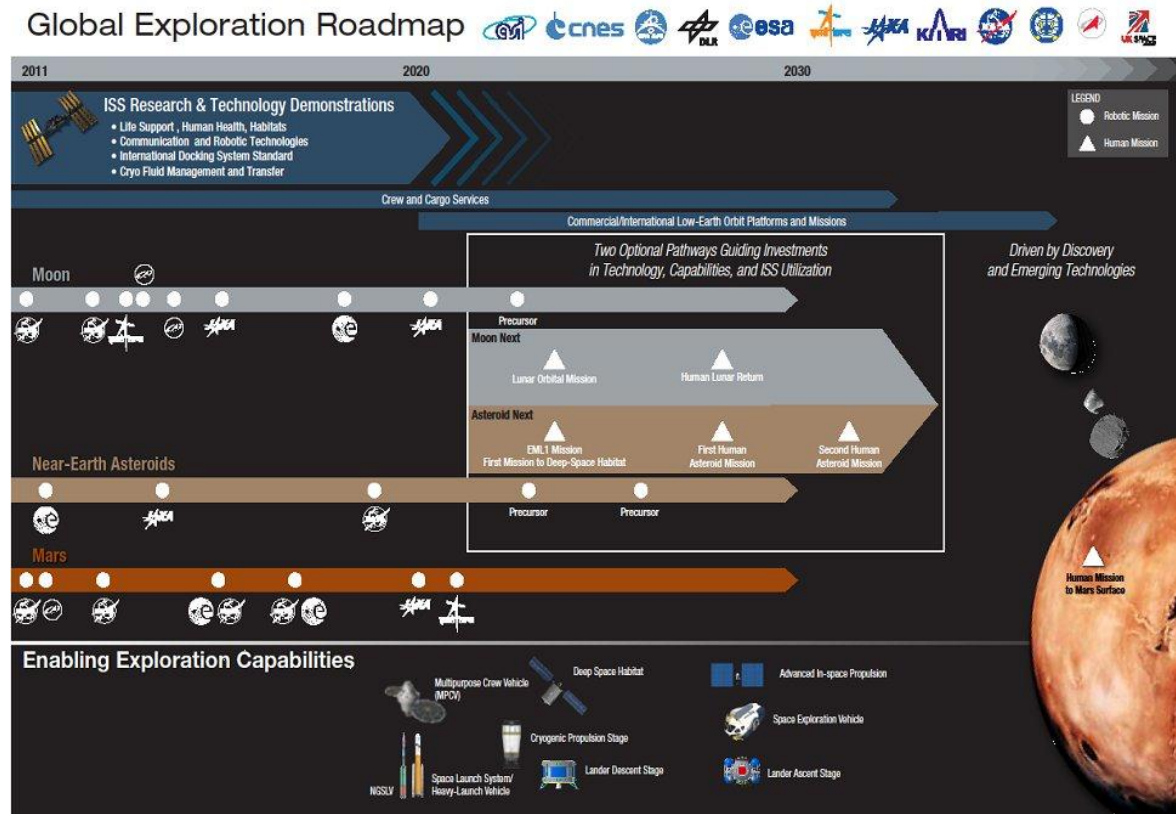 Global Exploration Roadmap
cnes
DLR
esa
JAXA
KARI
UK SPACE
2011
2020
2030
ISS Research & Technology Demonstrations
• Life Support , Human Health, Habitats
• Communication and Robotic Technologies
• International Docking System Standard
• Cryo Fluid Management and Transfer
LEGEND
Robotic Mission
Human Mission
Crew and Cargo Services
Commercial/International Low-Earth Orbit Platforms and Missions
Two Optional Pathways Guiding Investments
in Technology, Capabilities, and ISS Utilization
Driven by Discovery
and Emerging Technologies
Moon
Precursor
Moon Next
Lunar Orbital Mission
Human Lunar Return
Asteroid Next
EML1 Mission
First Mission to Deep-Space Habitat
First Human
Asteroid Mission
Second Human
Asteroid Mission
Near-Earth Asteroids
Precursor
Precursor
Mars
Human Mission
to Mars Surface
Enabling Exploration Capabilities
Multipurpose Crew Vehicle
(MPCV)
Deep Space Habitat
Advanced In-space Propulsion
Cryogenic Propulsion Stage
Space Exploration Vehicle
NGSLV
Space Launch System/
Heavy-Launch Vehicle
Lander Descent Stage
Lander Ascent Stage